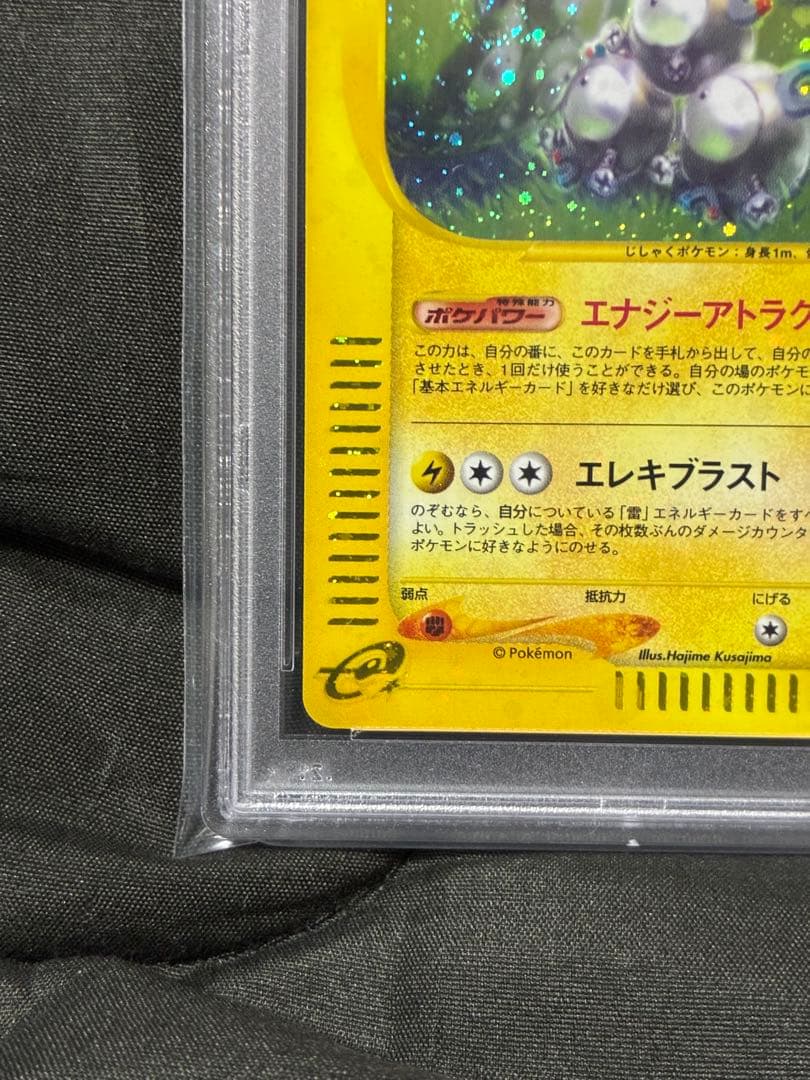 じしゃくポケモン：身長1m、
特殊能力
ポケパワー エナジーアトラク
この力は、自分の番に、このカードを手札から出して、自分の
させたとき、1回だけ使うことができる。自分の場のポケモ
「基本エネルギーカード」を好きなだけ選び、このポケモンに
エレキブラスト
のぞむなら、自分についている「雷」エネルギーカードをすべ
よい。トラッシュした場合、その枚数ぶんのダメージカウンタ
ポケモンに好きなようにのせる。
弱点 抵抗力 にげる
©Pokémon Illus.Hajime Kusajima
e